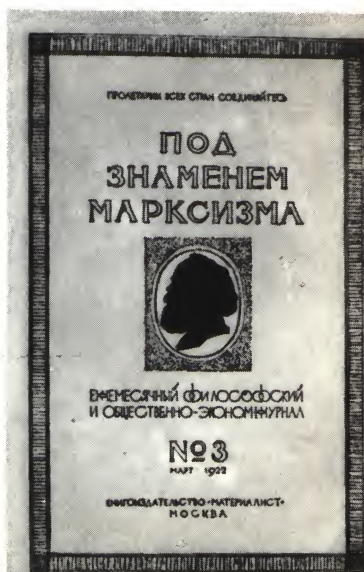 ПРОЛЕТАРИИ ВСЕХ СТРАН СОЕДИНЯЙТЕСЬ
ПОД
ЗНАМЕНЕМ
МАРКСИЗМА
ЕЖЕМЕСЯЧНЫЙ ФИЛОСОФСКИЙ
И ОБЩЕСТВЕННО-ЭКОНОМ. ЖУРНАЛ
№ 3
МАРТ 1922
КНИГОИЗДАТЕЛЬСТВО «МАТЕРИАЛИСТ»
МОСКВА